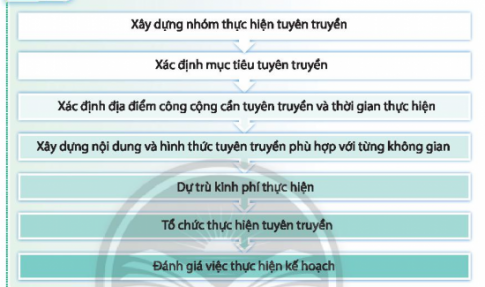 Xây dựng nhóm thực hiện tuyên truyền
Xác định mục tiêu tuyên truyền
Xác định địa điểm công cộng cần tuyên truyền và thời gian thực hiện
Xây dựng nội dung và hình thức tuyên truyền phù hợp với từng không gian
Dự trù kinh phí thực hiện
Tổ chức thực hiện tuyên truyền
Đánh giá việc thực hiện kế hoạch